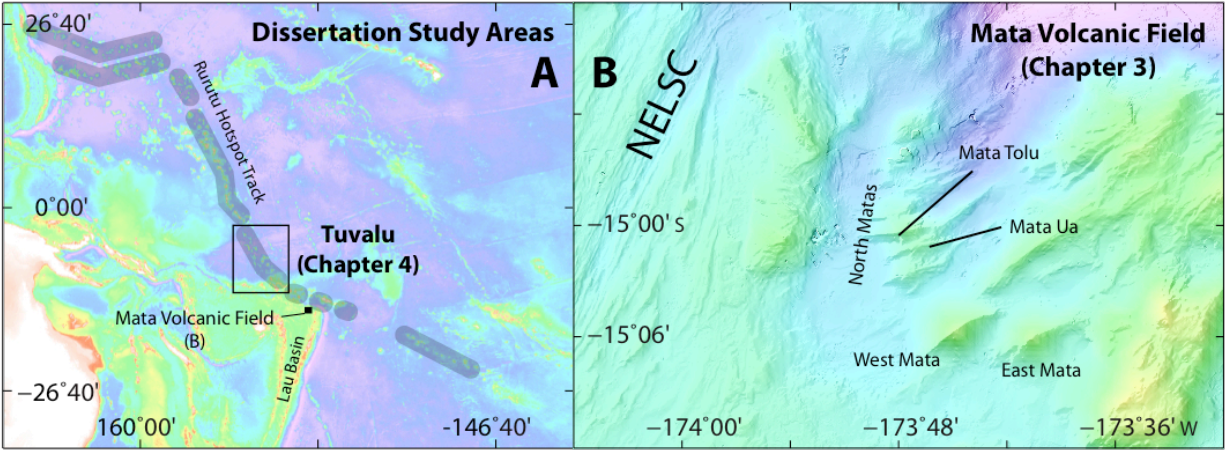 26°40'
Dissertation Study Areas
A
Rurutu Hotspot Track
0°00'
Tuvalu
(Chapter 4)
Mata Volcanic Field
(B)
Lau Basin
−26°40'
160°00'
-146°40'
B
Mata Volcanic Field
(Chapter 3)
NELSC
Mata Tolu
North Matas
−15°00' S
Mata Ua
−15°06'
West Mata
East Mata
−174°00'
−173°48'
−173°36' W